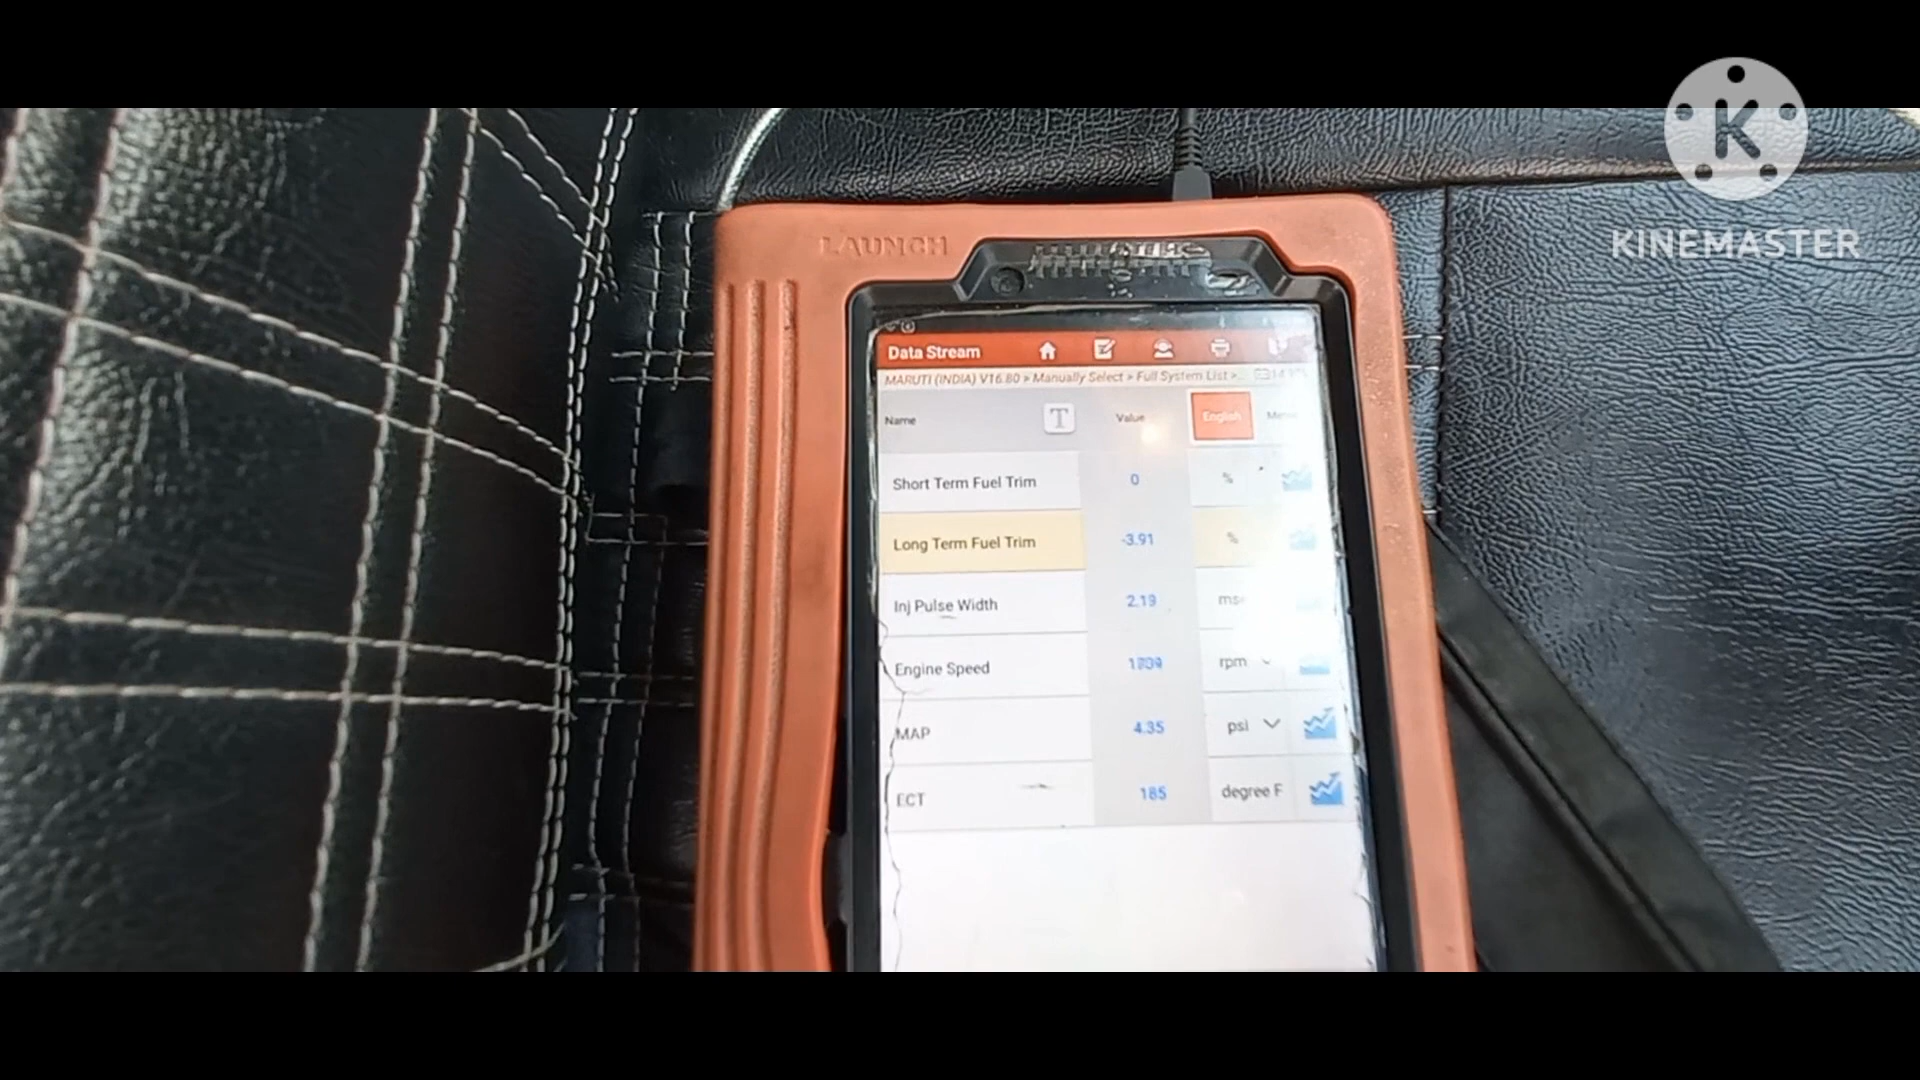 K
KINEMASTER
LAUNCH
Data Stream
MARUTI (INDIA) V16.80 > Manually Select > Full System List >...
Name T Value English
Short Term Fuel Trim 0 %
Long Term Fuel Trim -3.91 %
Inj Pulse Width 2.19
Engine Speed rpm
MAP 4.35 psi
ECT 185 degree F